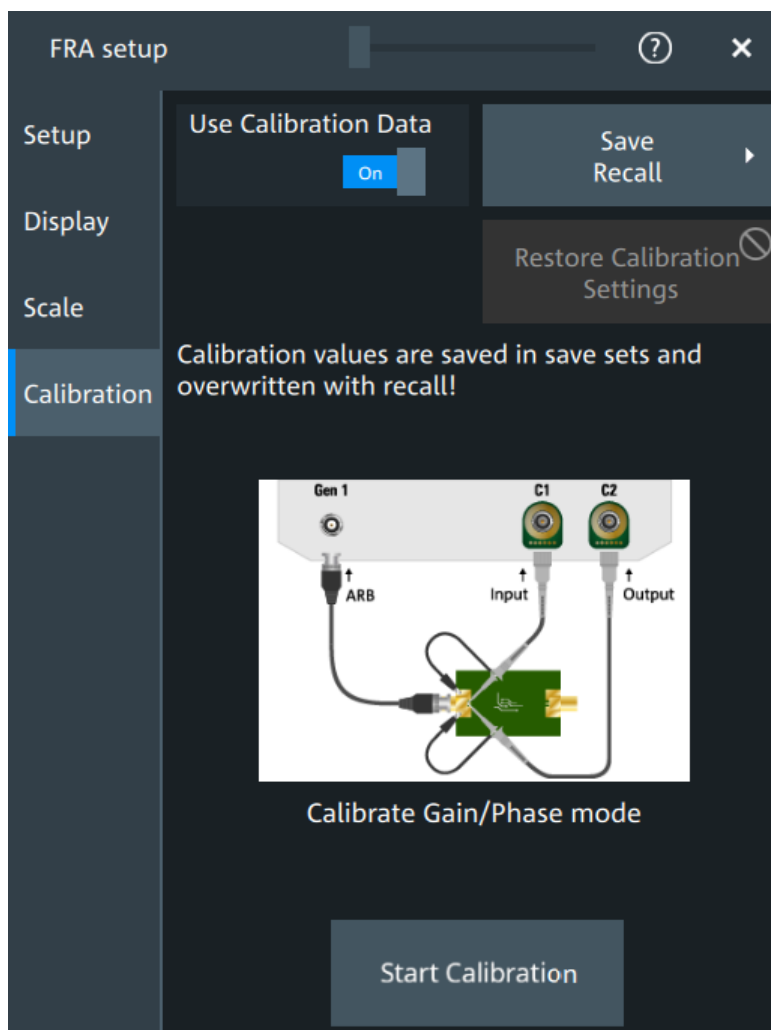 FRA setup
?
Setup
Display
Scale
Calibration
Use Calibration Data
On
Save
Recall
Restore Calibration
Settings
Calibration values are saved in save sets and
overwritten with recall!
Gen 1
C1
C2
ARB
Input
Output
Calibrate Gain/Phase mode
Start Calibration